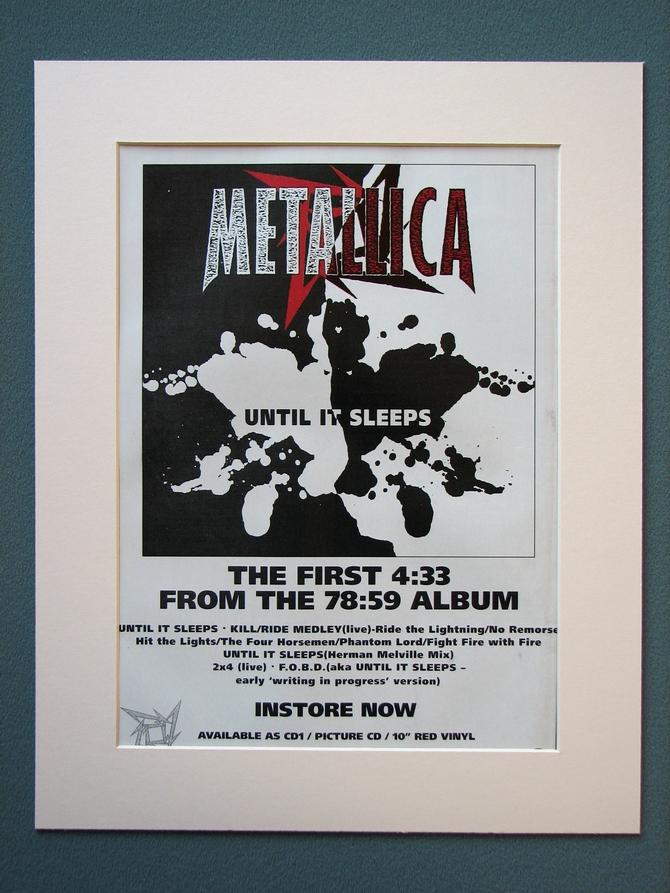 METALLICA
UNTIL IT SLEEPS
THE FIRST 4:33
FROM THE 78:59 ALBUM
UNTIL IT SLEEPS · KILL/RIDE MEDLEY(live)-Ride the Lightning/No Remorse
Hit the Lights/The Four Horsemen/Phantom Lord/Fight Fire with Fire
UNTIL IT SLEEPS(Herman Melville Mix)
2x4 (live) · F.O.B.D.(aka UNTIL IT SLEEPS –
early 'writing in progress' version)
INSTORE NOW
AVAILABLE AS CD1 / PICTURE CD / 10" RED VINYL